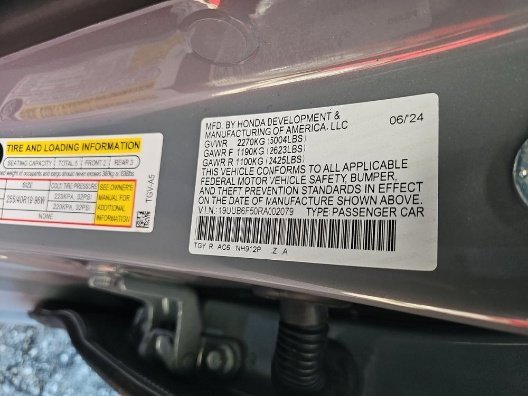 TIRE AND LOADING INFORMATION
SEATING CAPACITY TOTAL 5 FRONT 2 REAR 3
SIZE COLD TIRE PRESSURE
255/40R19 96W 220KPA, 32PSI
220KPA, 32PSI
NONE
SEE OWNER'S
MANUAL FOR
ADDITIONAL
INFORMATION
TGV-A5
MFD. BY HONDA DEVELOPMENT & 06/24
MANUFACTURING OF AMERICA, LLC
GVWR 2270KG(5004LBS)
GAWR F 1190KG(2623LBS)
GAWR R 1100KG(2425LBS)
THIS VEHICLE CONFORMS TO ALL APPLICABLE
FEDERAL MOTOR VEHICLE SAFETY, BUMPER,
AND THEFT PREVENTION STANDARDS IN EFFECT
ON THE DATE OF MANUFACTURE SHOWN ABOVE.
V.I.N.:19UUB6F50RA002079 TYPE:PASSENGER CAR
NH912P Z A